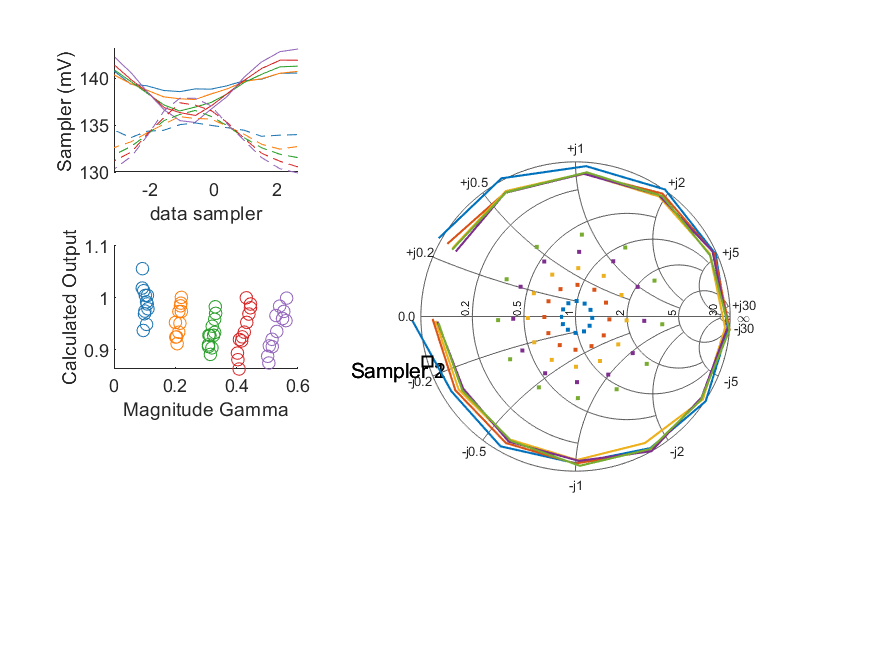 140
135
130
Sampler (mV)
-2
0
2
data sampler
1.1
1
0.9
Calculated Output
0
0.2
0.4
0.6
Magnitude Gamma
+j1
+j0.5
+j2
+j0.2
+j5
0.0
0.2
0.5
1
2
5
30
+j30
∞
-j30
Sampler 2
-j0.2
-j5
-j0.5
-j2
-j1